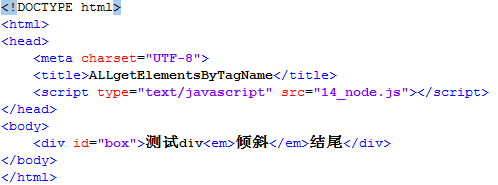 <!DOCTYPE html>
<html>
<head>
    <meta charset="UTF-8">
    <title>ALLgetElementsByTagName</title>
    <script type="text/javascript" src="14_node.js"></script>
</head>
<body>
    <div id="box">测试div<em>倾斜</em>结尾</div>
</body>
</html>